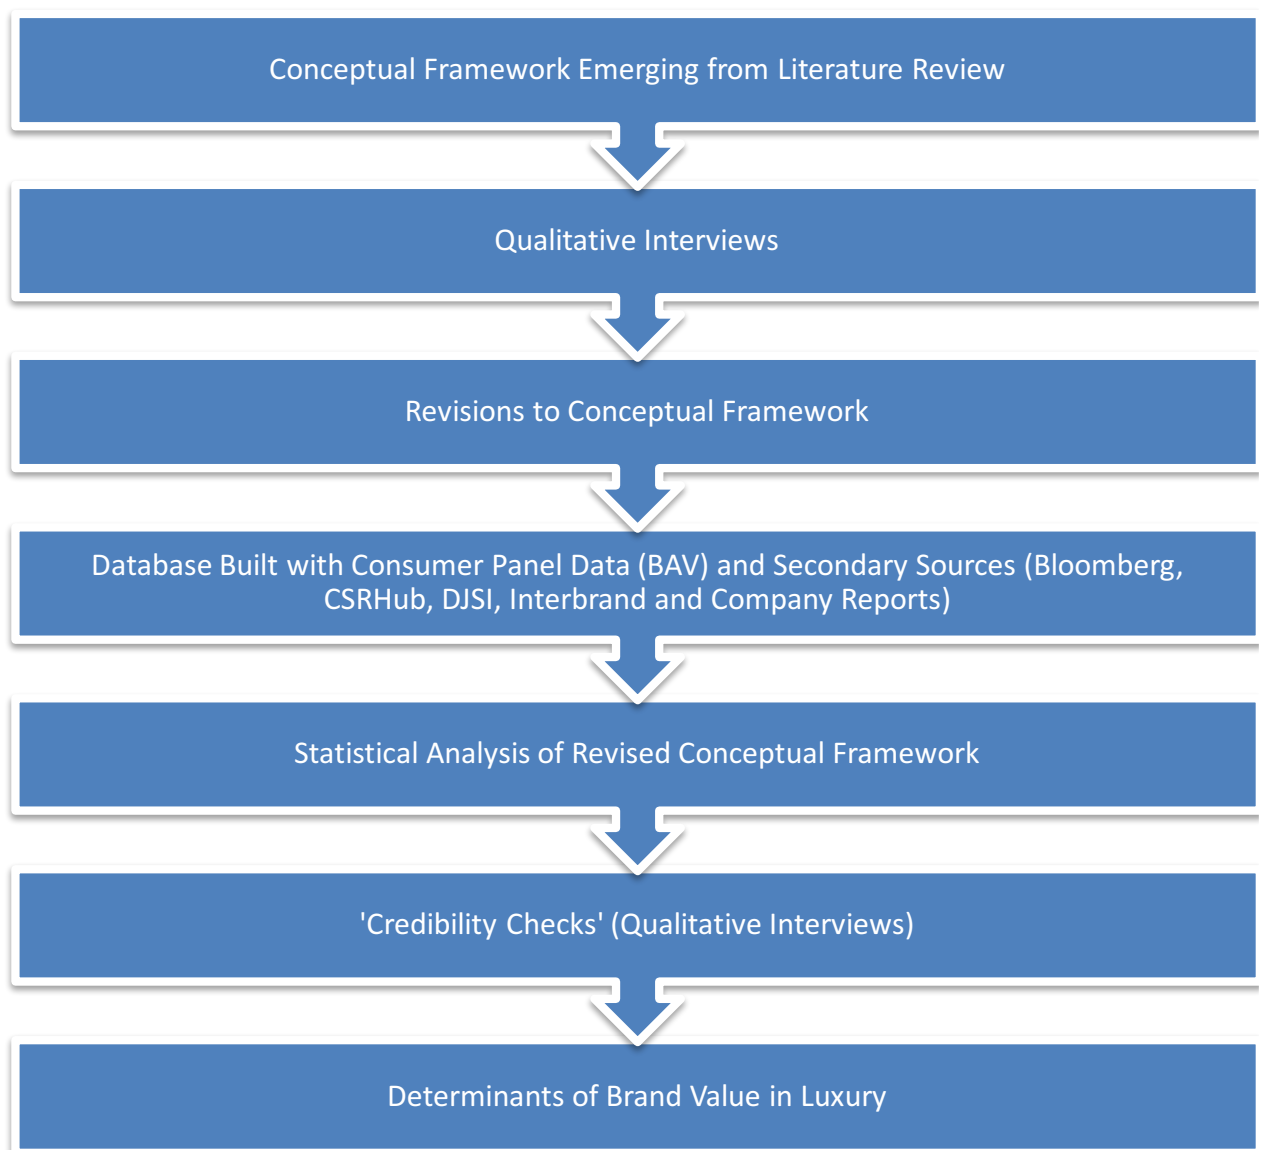 Conceptual Framework Emerging from Literature Review
Qualitative Interviews
Revisions to Conceptual Framework
Database Built with Consumer Panel Data (BAV) and Secondary Sources (Bloomberg,
CSRHub, DJSI, Interbrand and Company Reports)
Statistical Analysis of Revised Conceptual Framework
'Credibility Checks' (Qualitative Interviews)
Determinants of Brand Value in Luxury